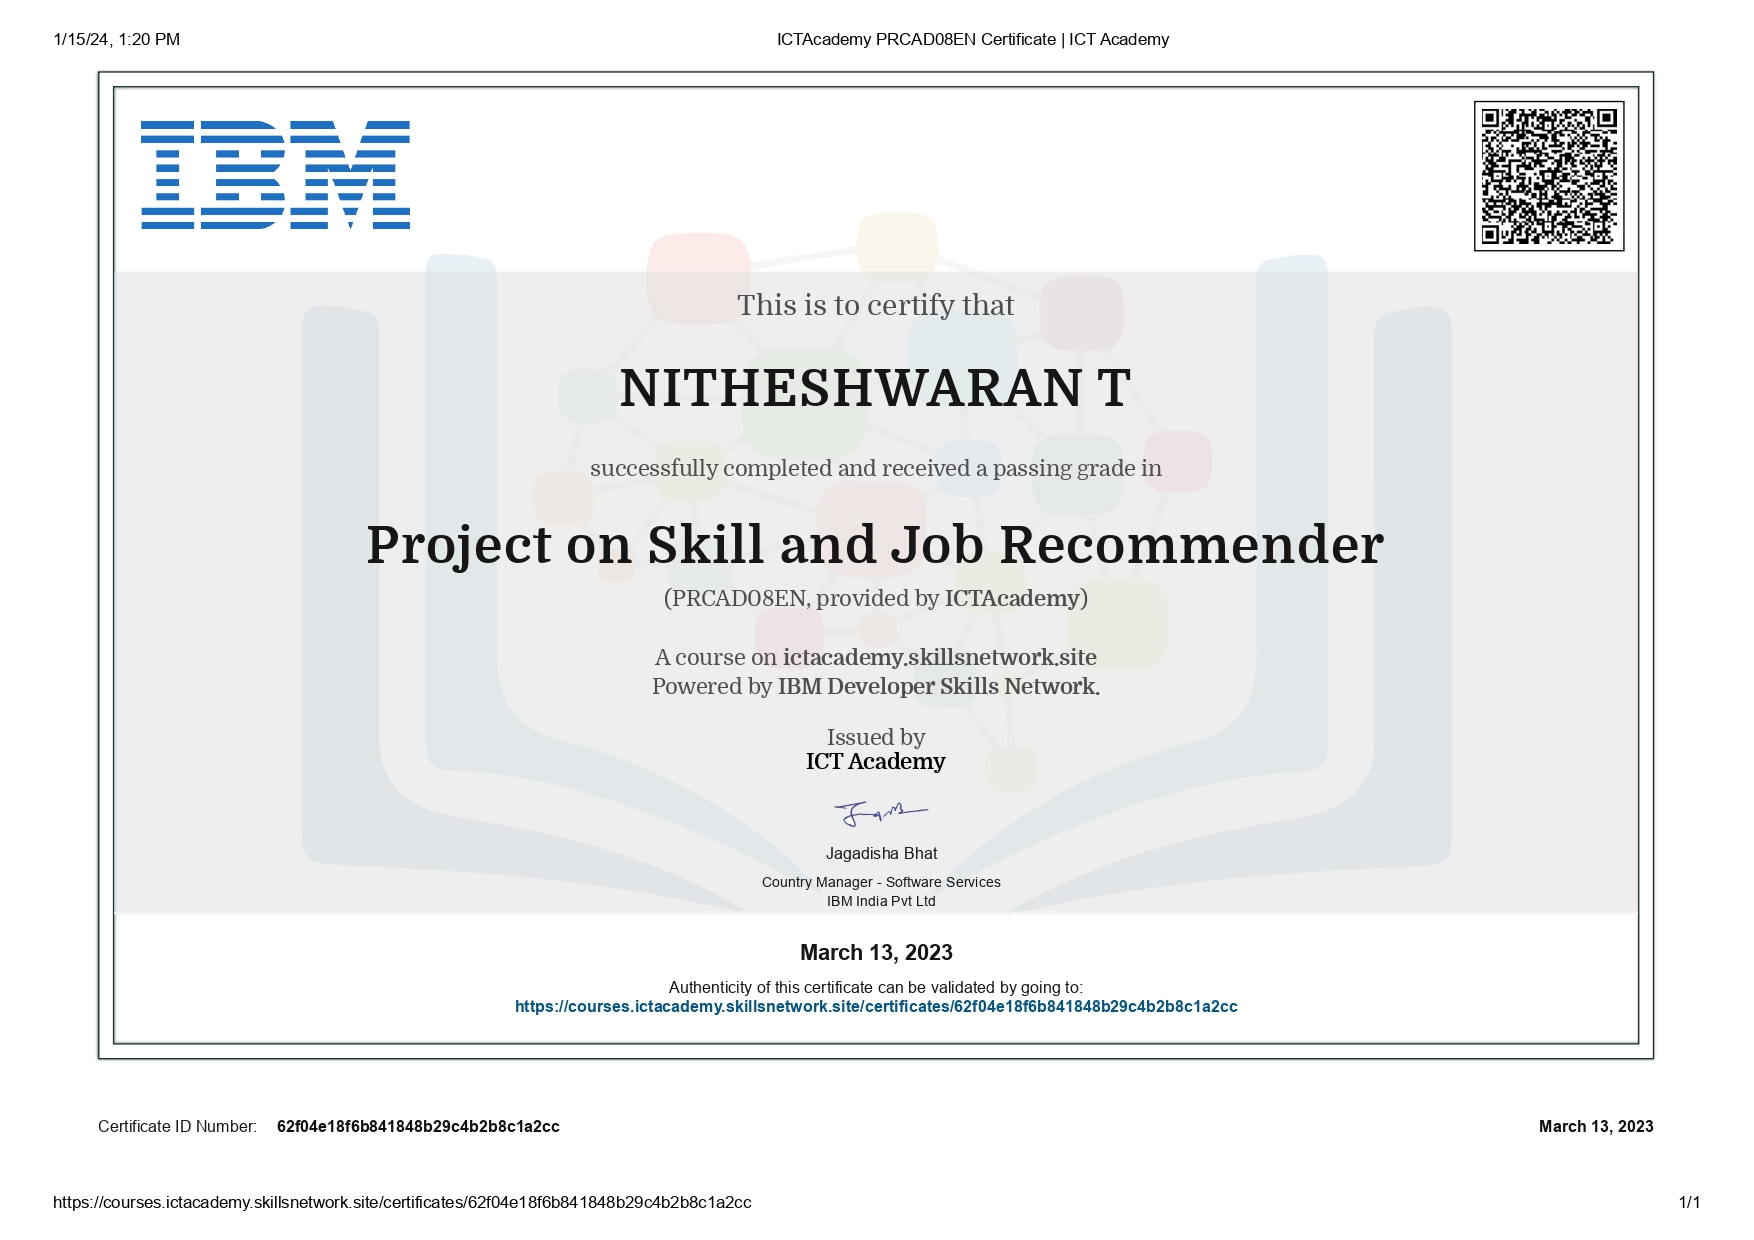 1/15/24, 1:20 PM
ICTAcademy PRCAD08EN Certificate | ICT Academy
IBM
This is to certify that
NITHESHWARAN T
successfully completed and received a passing grade in
Project on Skill and Job Recommender
(PRCAD08EN, provided by ICTAcademy)
A course on ictacademy.skillsnetwork.site
Powered by IBM Developer Skills Network.
Issued by
ICT Academy
Jagadisha Bhat
Country Manager - Software Services
IBM India Pvt Ltd
March 13, 2023
Authenticity of this certificate can be validated by going to:
https://courses.ictacademy.skillsnetwork.site/certificates/62f04e18f6b841848b29c4b2b8c1a2cc
Certificate ID Number: 62f04e18f6b841848b29c4b2b8c1a2cc
March 13, 2023
https://courses.ictacademy.skillsnetwork.site/certificates/62f04e18f6b841848b29c4b2b8c1a2cc
1/1